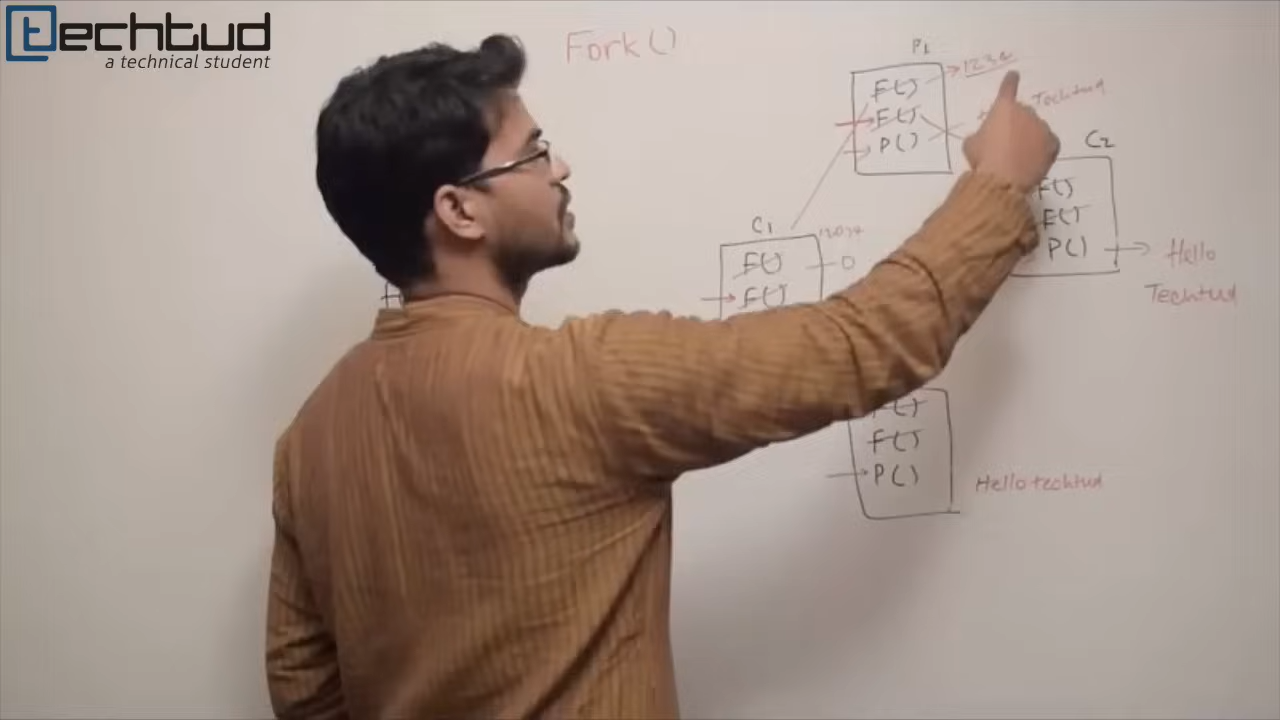 techtud
a technical student
Fork()
P1
F()
F()
P()
Techtud
C2
F()
F()
P()
Hello
Techtud
C1
F()
0
F()
F()
F()
P()
Hello techtud